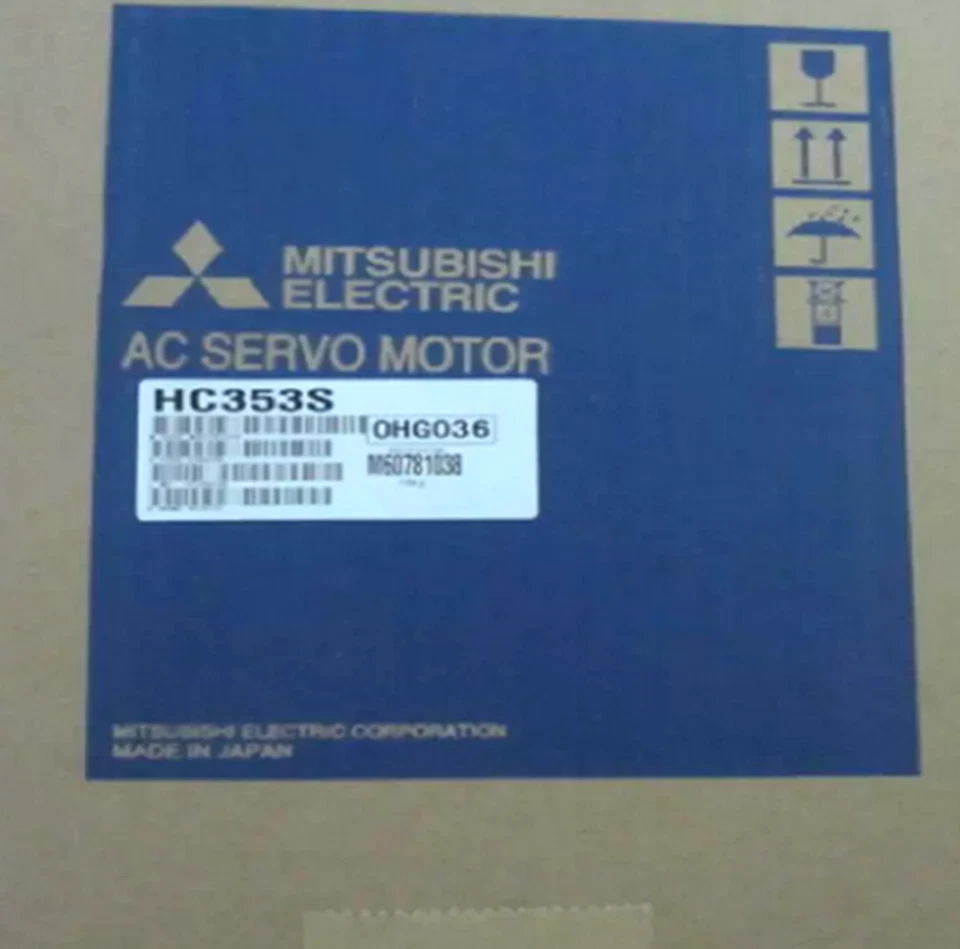 MITSUBISHI
ELECTRIC
AC SERVO MOTOR
HC353S
OHG036
M60781038
MITSUBISHI ELECTRIC CORPORATION
MADE IN JAPAN